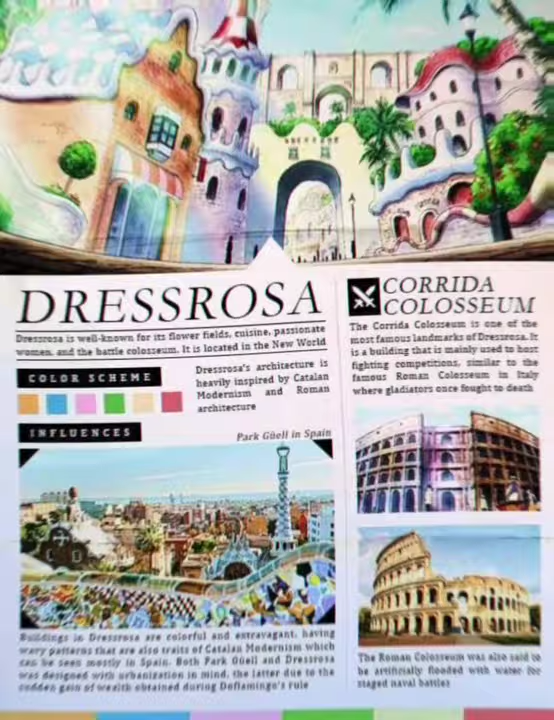 DRESSROSA
Dressrosa is well-known for its flower fields, cuisine, passionate
women, and the battle colosseum. It is located in the New World
COLOR SCHEME
Dressrosa's architecture is
heavily inspired by Catalan
Modernism and Roman
architecture
INFLUENCES
Park Güell in Spain
Buildings in Dressrosa are colorful and extravagant, having
wavy patterns that are also traits of Catalan Modernism which
can be seen mostly in Spain. Both Park Güell and Dressrosa
was designed with urbanization in mind, the latter due to the
sudden gain of wealth obtained during Doflamingo's rule
CORRIDA
COLOSSEUM
The Corrida Colosseum is one of the
most famous landmarks of Dressrosa. It
is a building that is mainly used to host
fighting competitions, similar to the
famous Roman Colosseum in Italy
where gladiators once fought to death
The Roman Colosseum was also said to
be artificially flooded with water for
staged naval battles